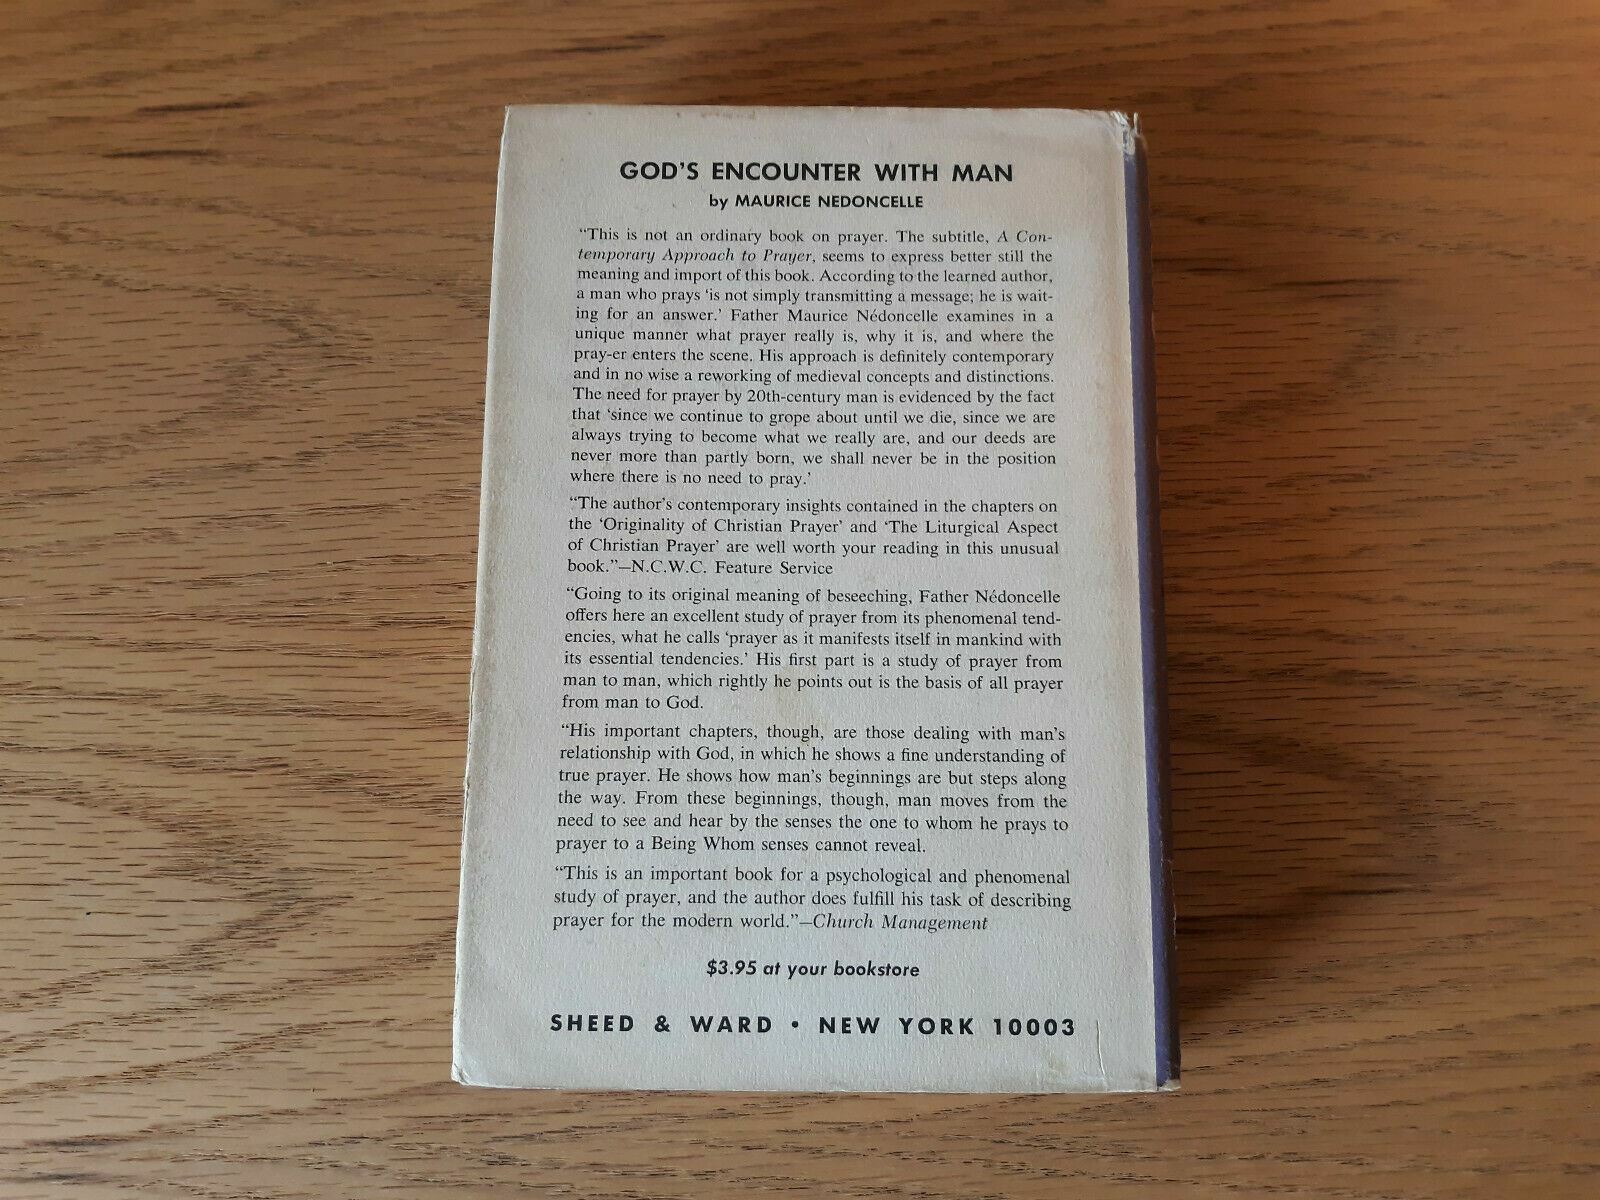 GOD'S ENCOUNTER WITH MAN
by MAURICE NEDONCELLE
“This is not an ordinary book on prayer. The subtitle, A Con-
temporary Approach to Prayer, seems to express better still the
meaning and import of this book. According to the learned author,
a man who prays ‘is not simply transmitting a message; he is wait-
ing for an answer.’ Father Maurice Nédoncelle examines in a
unique manner what prayer really is, why it is, and where the
pray-er enters the scene. His approach is definitely contemporary
and in no wise a reworking of medieval concepts and distinctions.
The need for prayer by 20th-century man is evidenced by the fact
that ‘since we continue to grope about until we die, since we are
always trying to become what we really are, and our deeds are
never more than partly born, we shall never be in the position
where there is no need to pray.’
“The author's contemporary insights contained in the chapters on
the ‘Originality of Christian Prayer’ and ‘The Liturgical Aspect
of Christian Prayer’ are well worth your reading in this unusual
book.”—N.C.W.C. Feature Service
“Going to its original meaning of beseeching, Father Nédoncelle
offers here an excellent study of prayer from its phenomenal tend-
encies, what he calls ‘prayer as it manifests itself in mankind with
its essential tendencies.’ His first part is a study of prayer from
man to man, which rightly he points out is the basis of all prayer
from man to God.
“His important chapters, though, are those dealing with man's
relationship with God, in which he shows a fine understanding of
true prayer. He shows how man's beginnings are but steps along
the way. From these beginnings, though, man moves from the
need to see and hear by the senses the one to whom he prays to
prayer to a Being Whom senses cannot reveal.
“This is an important book for a psychological and phenomenal
study of prayer, and the author does fulfill his task of describing
prayer for the modern world.”—Church Management
$3.95 at your bookstore
SHEED & WARD • NEW YORK 10003